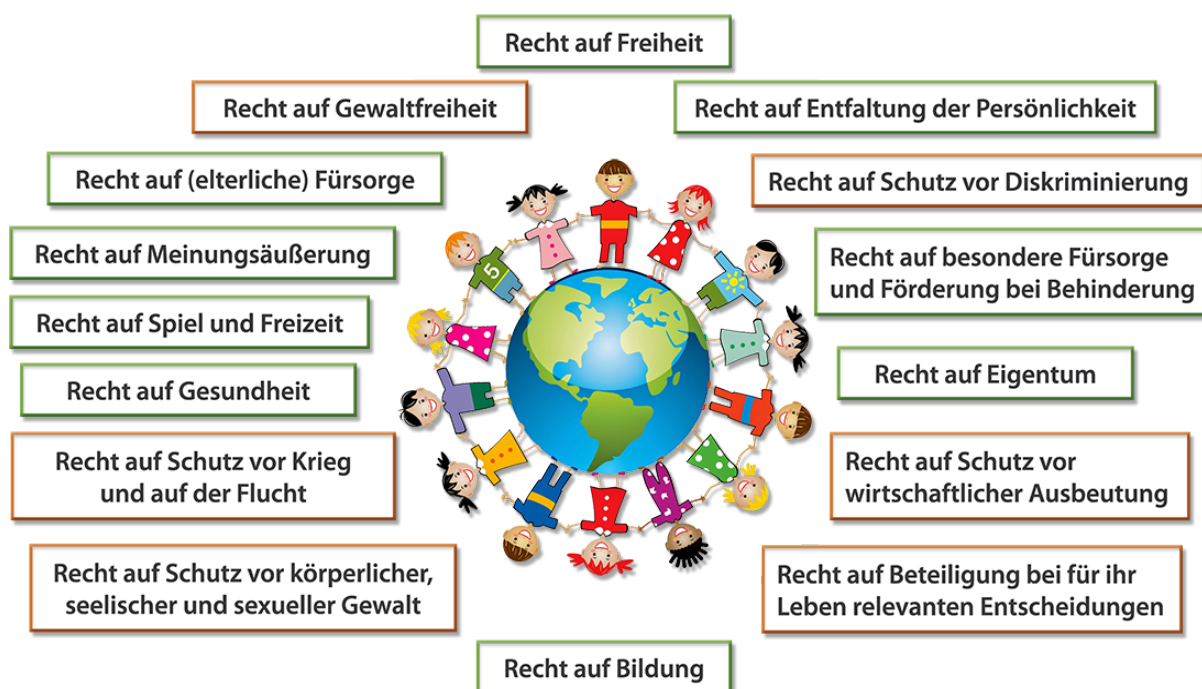 Recht auf Freiheit
Recht auf Gewaltfreiheit
Recht auf Entfaltung der Persönlichkeit
Recht auf (elterliche) Fürsorge
Recht auf Schutz vor Diskriminierung
Recht auf Meinungsäußerung
Recht auf besondere Fürsorge
und Förderung bei Behinderung
Recht auf Spiel und Freizeit
Recht auf Gesundheit
Recht auf Eigentum
Recht auf Schutz vor Krieg
und auf der Flucht
Recht auf Schutz vor
wirtschaftlicher Ausbeutung
Recht auf Schutz vor körperlicher,
seelischer und sexueller Gewalt
Recht auf Beteiligung bei für ihr
Leben relevanten Entscheidungen
Recht auf Bildung
5